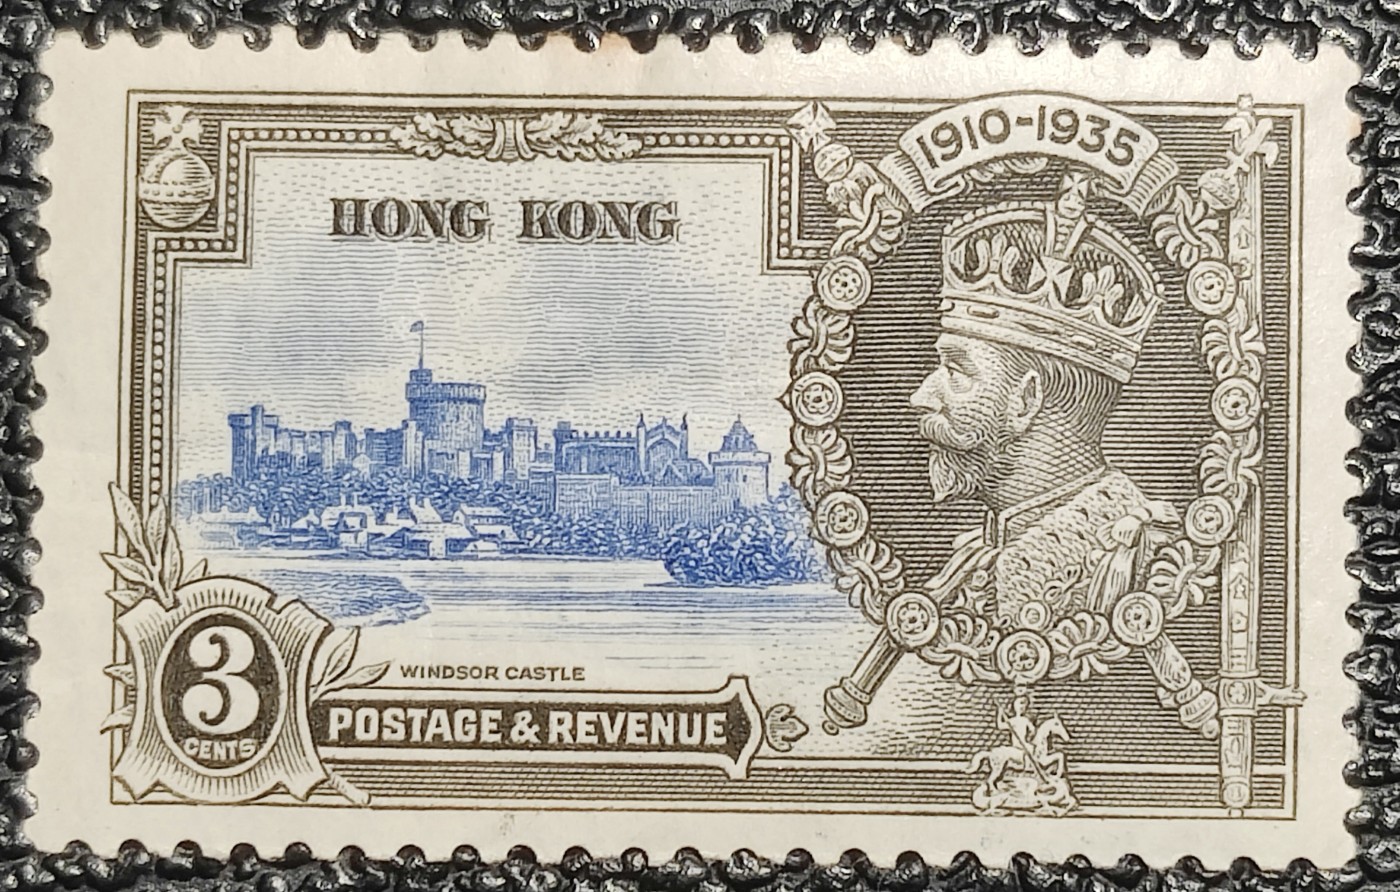 1910-1935
HONG KONG
WINDSOR CASTLE
POSTAGE & REVENUE
3
CENTS